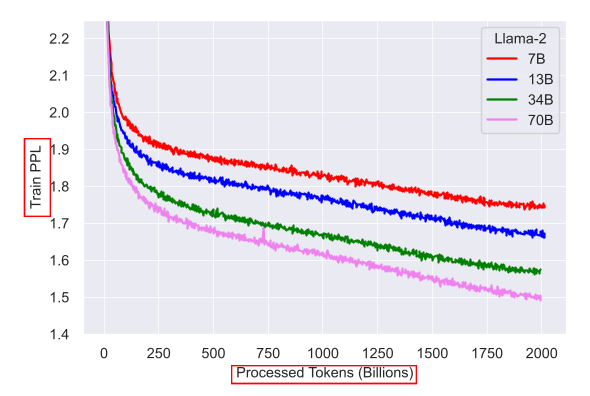 Llama-2
7B
13B
34B
70B
2.2
2.1
2.0
1.9
1.8
1.7
1.6
1.5
1.4
Train PPL
0 250 500 750 1000 1250 1500 1750 2000
Processed Tokens (Billions)